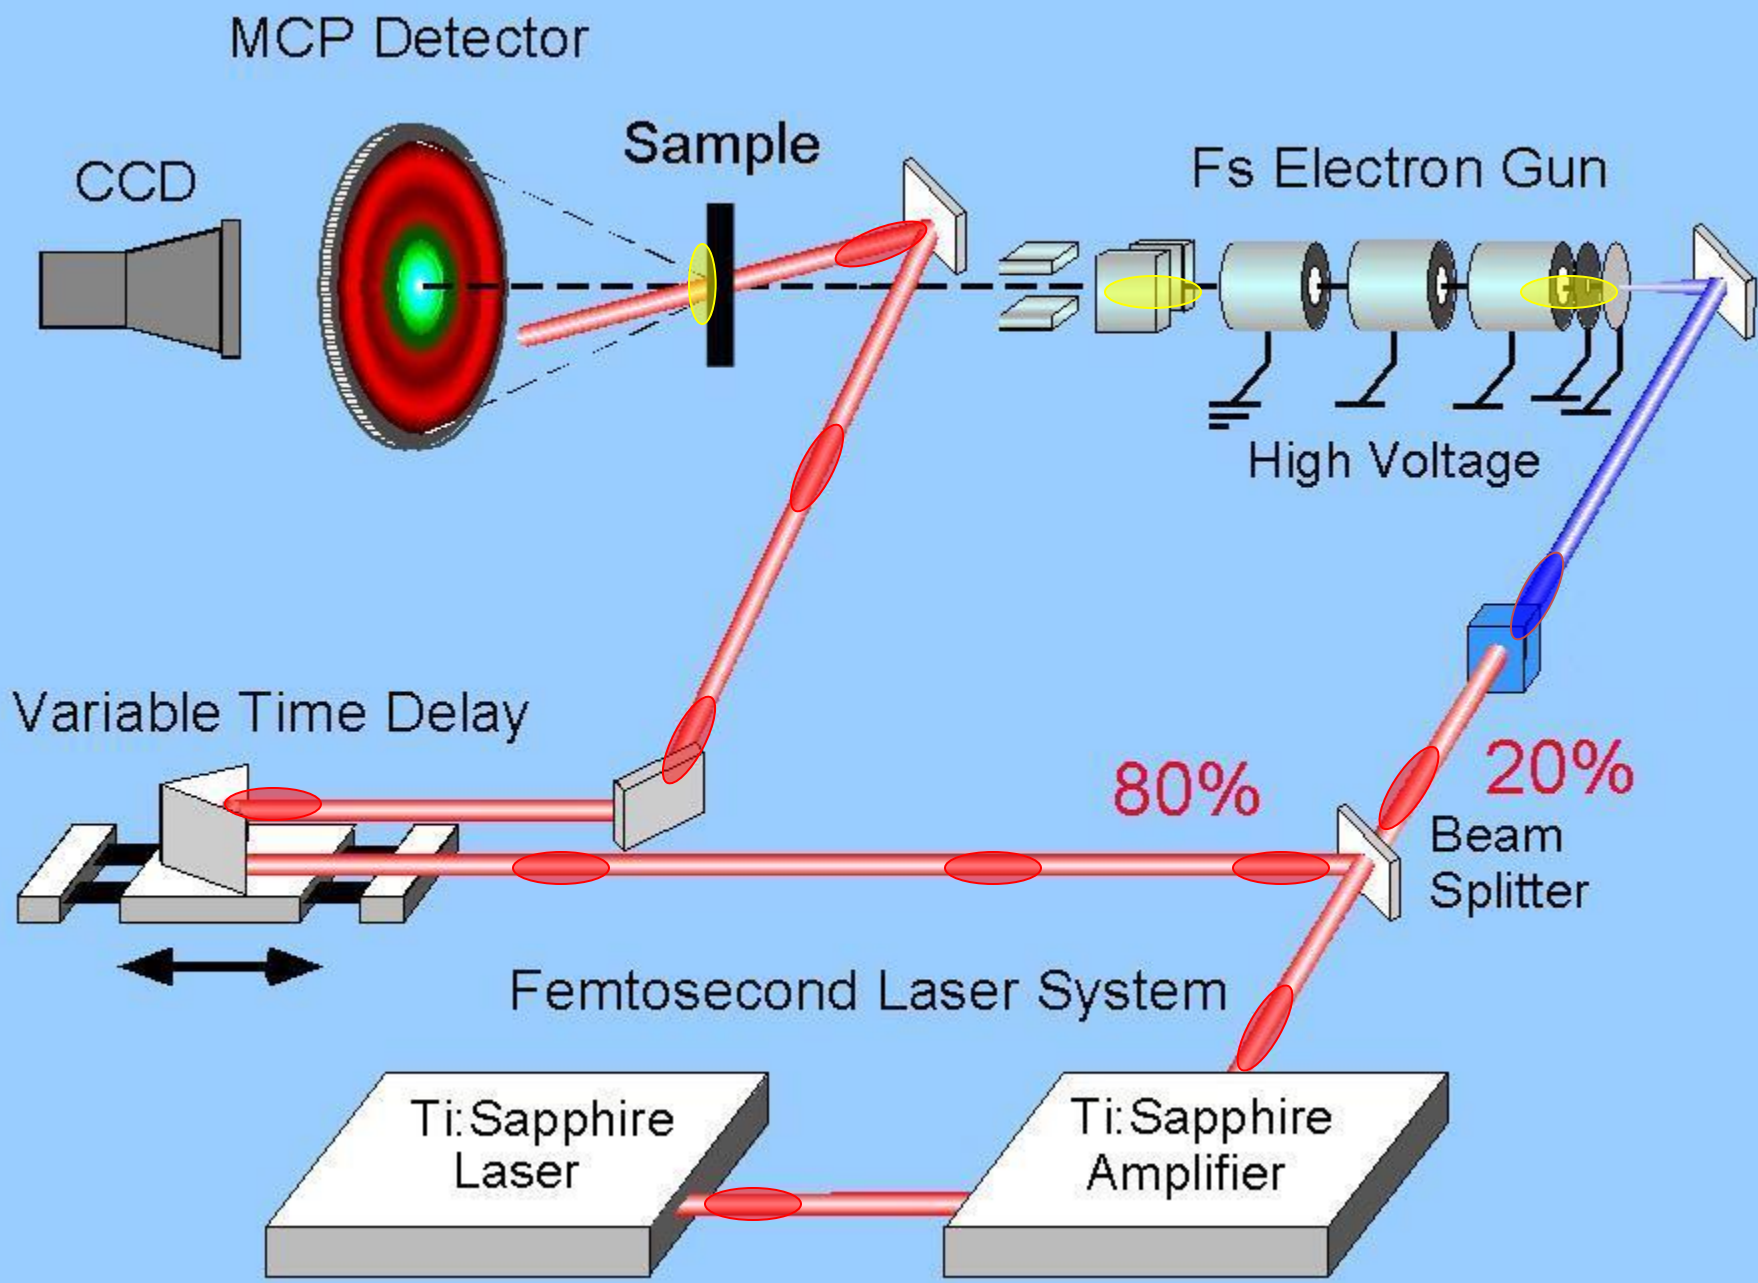 MCP Detector
CCD
Sample
Fs Electron Gun
High Voltage
Variable Time Delay
80%
20%
Beam
Splitter
Femtosecond Laser System
Ti:Sapphire
Laser
Ti:Sapphire
Amplifier